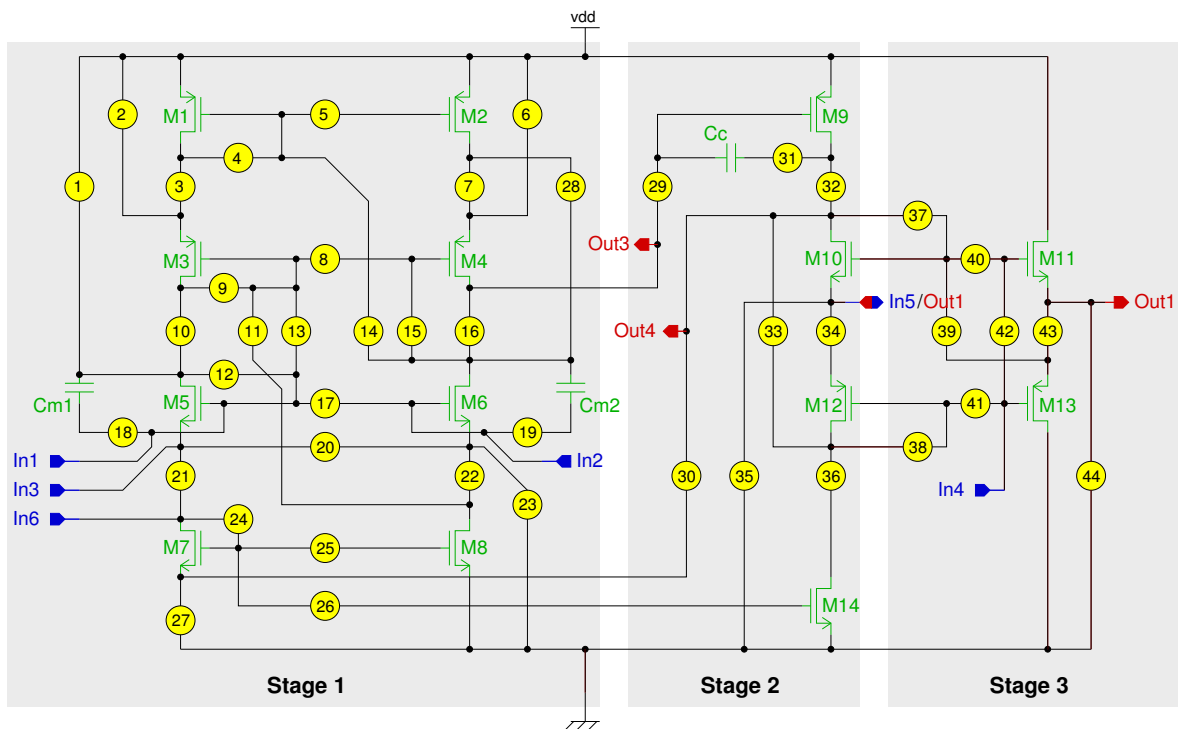 vdd
M1 5 M2 6 M9
2
4 Cc 31
1 3 7 28 29 32
37
Out3
M3 8 M4 M10 40 M11
9
In5/Out1 Out1
10 11 13 14 15 16 Out4 33 34 39 42 43
12
Cm1 M5 17 M6 Cm2 M12 41 M13
18 19
20 38
In1 In2
21 22 30 35 36 44
In3 In4
23
In6 24
M7 25 M8
26 M14
27
Stage 1 Stage 2 Stage 3